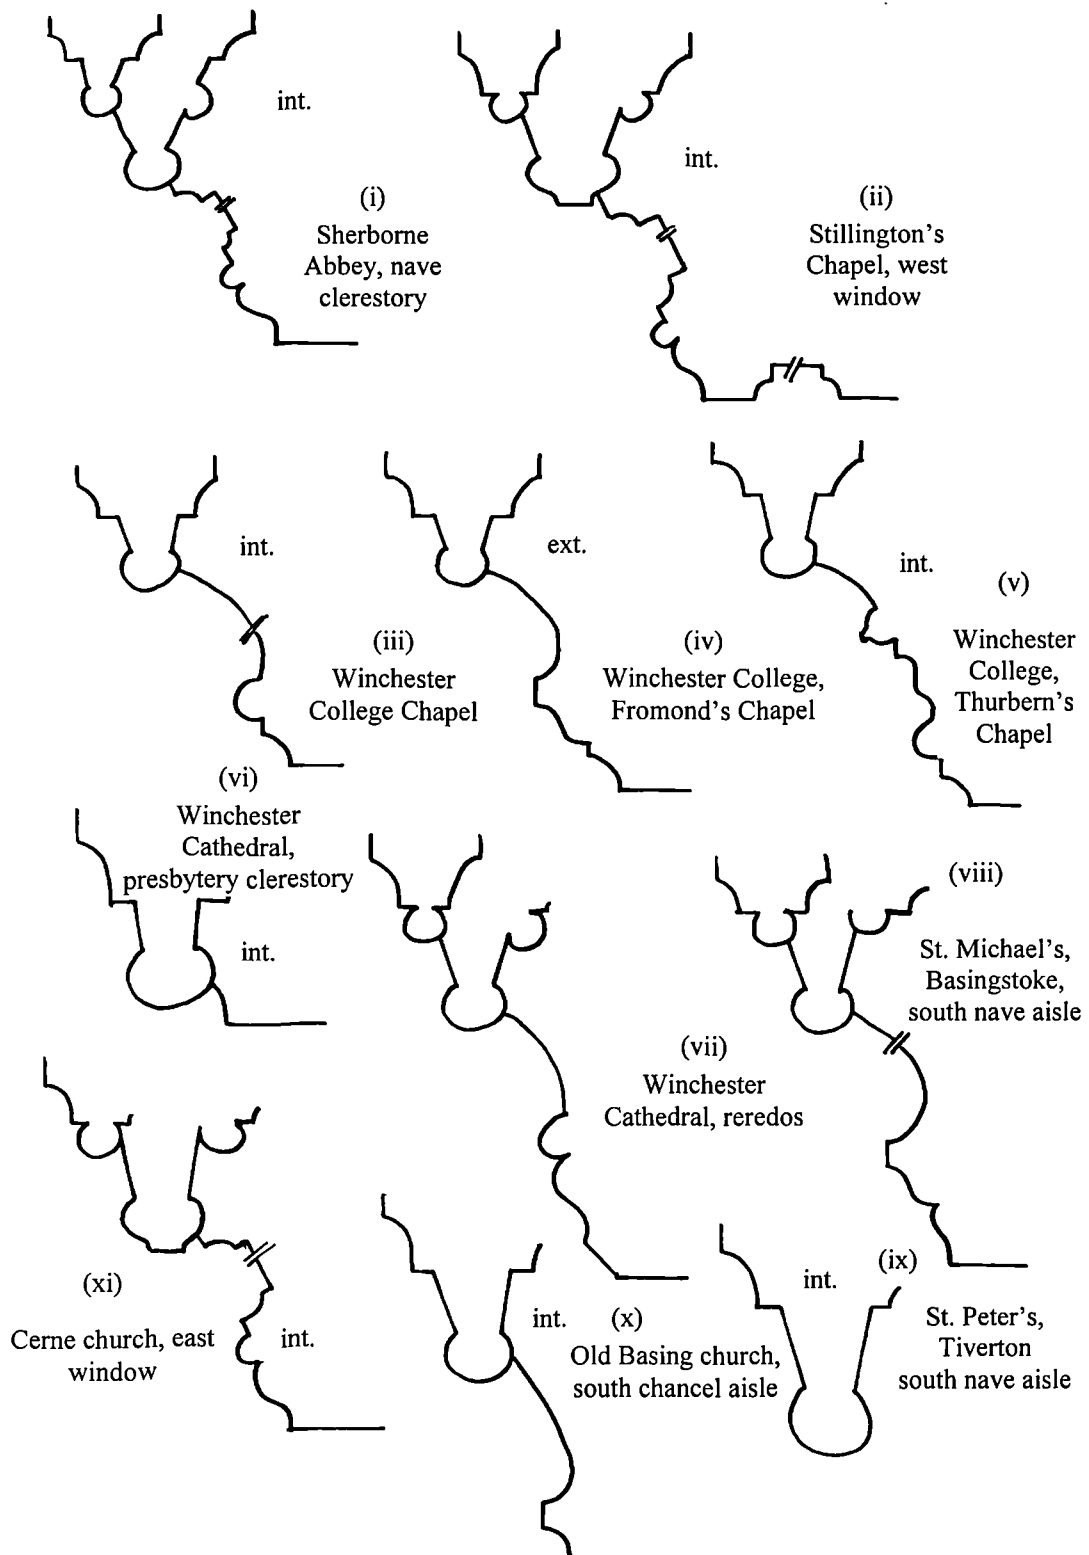 int.
(i)
Sherborne
Abbey, nave
clerestory
int.
(ii)
Stillington's
Chapel, west
window
int.
(iii)
Winchester
College Chapel
ext.
(iv)
Winchester College,
Fromond's Chapel
int.
(v)
Winchester
College,
Thurbern's
Chapel
(vi)
Winchester
Cathedral,
presbytery clerestory
int.
(vii)
Winchester
Cathedral, reredos
(viii)
St. Michael's,
Basingstoke,
south nave aisle
(xi)
Cerne church, east
window
int.
int.
(x)
Old Basing church,
south chancel aisle
int.
(ix)
St. Peter's,
Tiverton
south nave aisle